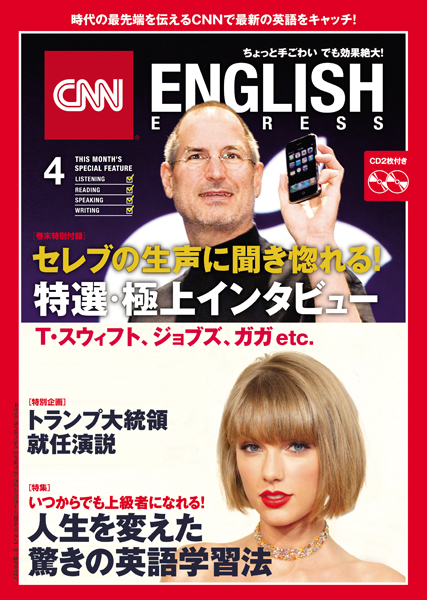 時代の最先端を伝えるCNNで最新の英語をキャッチ!
ちょっと手ごわい でも効果絶大!
CNN
ENGLISH
EXPRESS
CD2枚付き
4
THIS MONTH'S
SPECIAL FEATURE
LISTENING
READING
SPEAKING
WRITING
[巻末特別付録]
セレブの生声に聞き惚れる!
特選・極上インタビュー
T・スウィフト、ジョブズ、ガガ etc.
[特別企画]
トランプ大統領
就任演説
[特集]
いつからでも上級者になれる!
人生を変えた
驚きの英語学習法